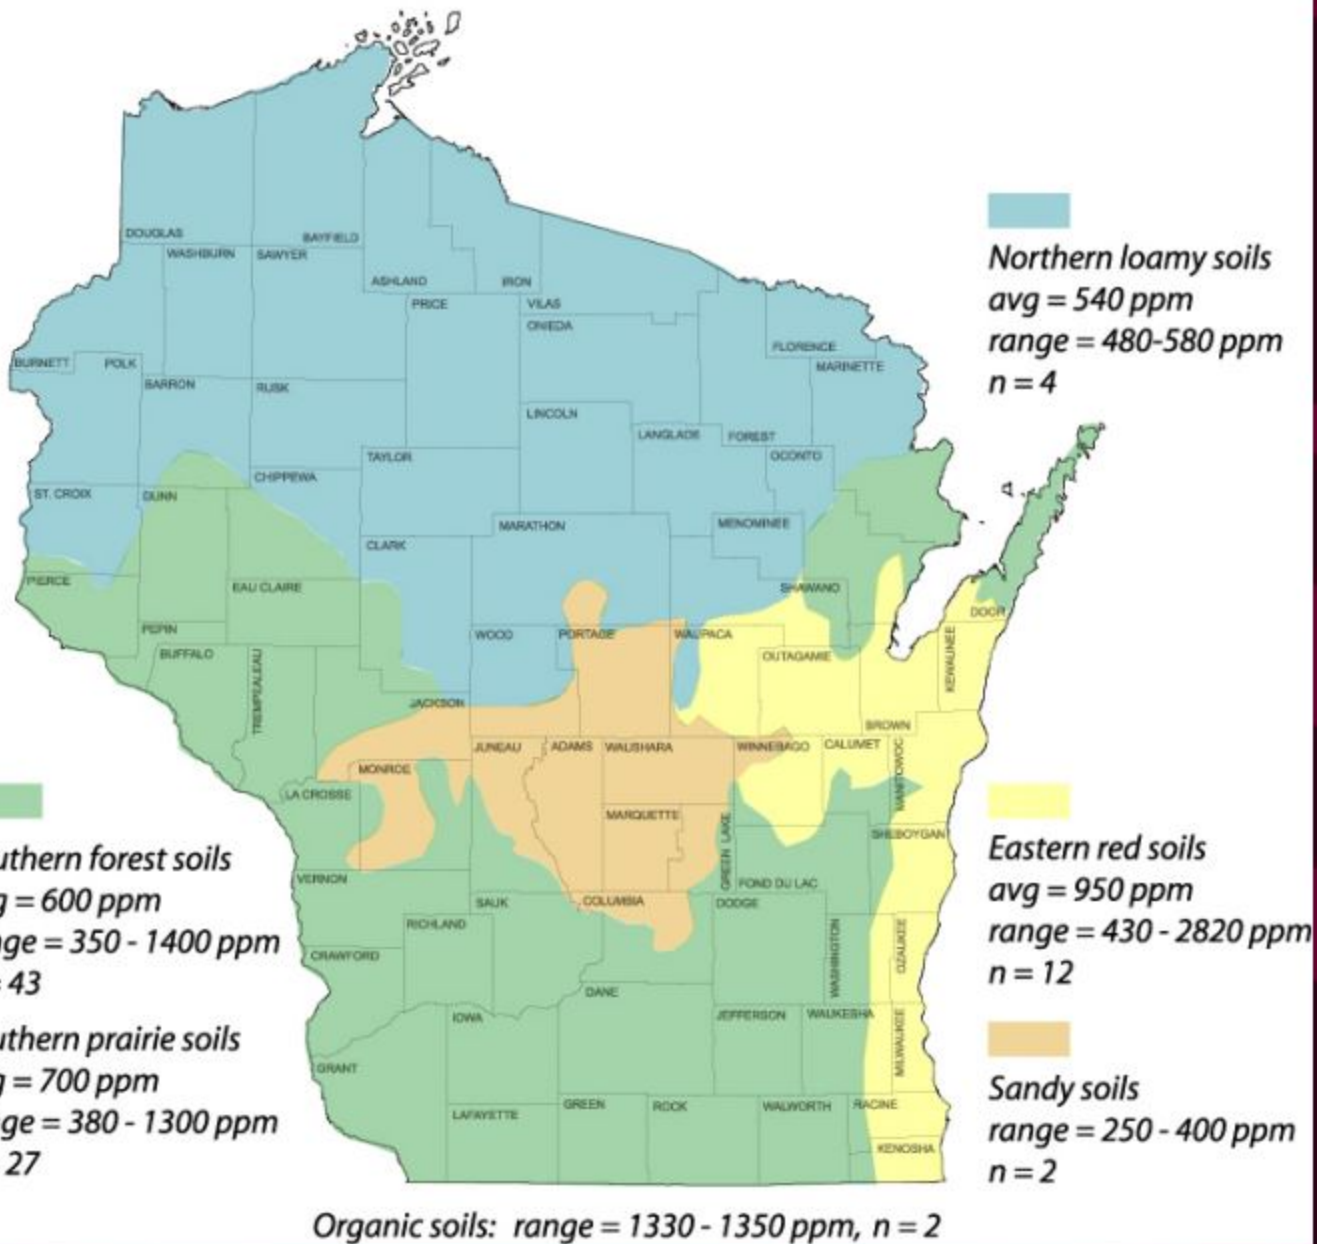 DOUGLAS
BAYFIELD
WASHBURN
SAWYER
ASHLAND
IRON
PRICE
VILAS
ONIEDA
FLORENCE
BURNETT
POLK
MARINETTE
BARRON
RUSK
LINCOLN
LANGLADE
FOREST
TAYLOR
OCONTO
CHIPPEWA
ST. CROIX
DUNN
MARATHON
MENOMINEE
CLARK
PIERCE
EAU CLAIRE
SHAWANO
DOOR
PEPIN
WOOD
PORTAGE
WAUPACA
BUFFALO
TREMPEALEAU
OUTAGAMIE
KEWAUNEE
JACKSON
BROWN
JUNEAU
ADAMS
WAUSHARA
WINNEBAGO
CALUMET
MANITOWOC
MONROE
LA CROSSE
MARQUETTE
GREEN LAKE
SHEBOYGAN
VERNON
FOND DU LAC
SAUK
COLUMBIA
DODGE
RICHLAND
WASHINGTON
OZAUKEE
CRAWFORD
DANE
IOWA
JEFFERSON
WAUKESHA
MILWAUKEE
GRANT
LAFAYETTE
GREEN
ROCK
WALWORTH
RACINE
KENOSHA
Northern loamy soils
avg = 540 ppm
range = 480-580 ppm
n = 4
uthern forest soils
g = 600 ppm
nge = 350 - 1400 ppm
= 43
uthern prairie soils
g = 700 ppm
nge = 380 - 1300 ppm
27
Eastern red soils
avg = 950 ppm
range = 430 - 2820 ppm
n = 12
Sandy soils
range = 250 - 400 ppm
n = 2
Organic soils: range = 1330 - 1350 ppm, n = 2